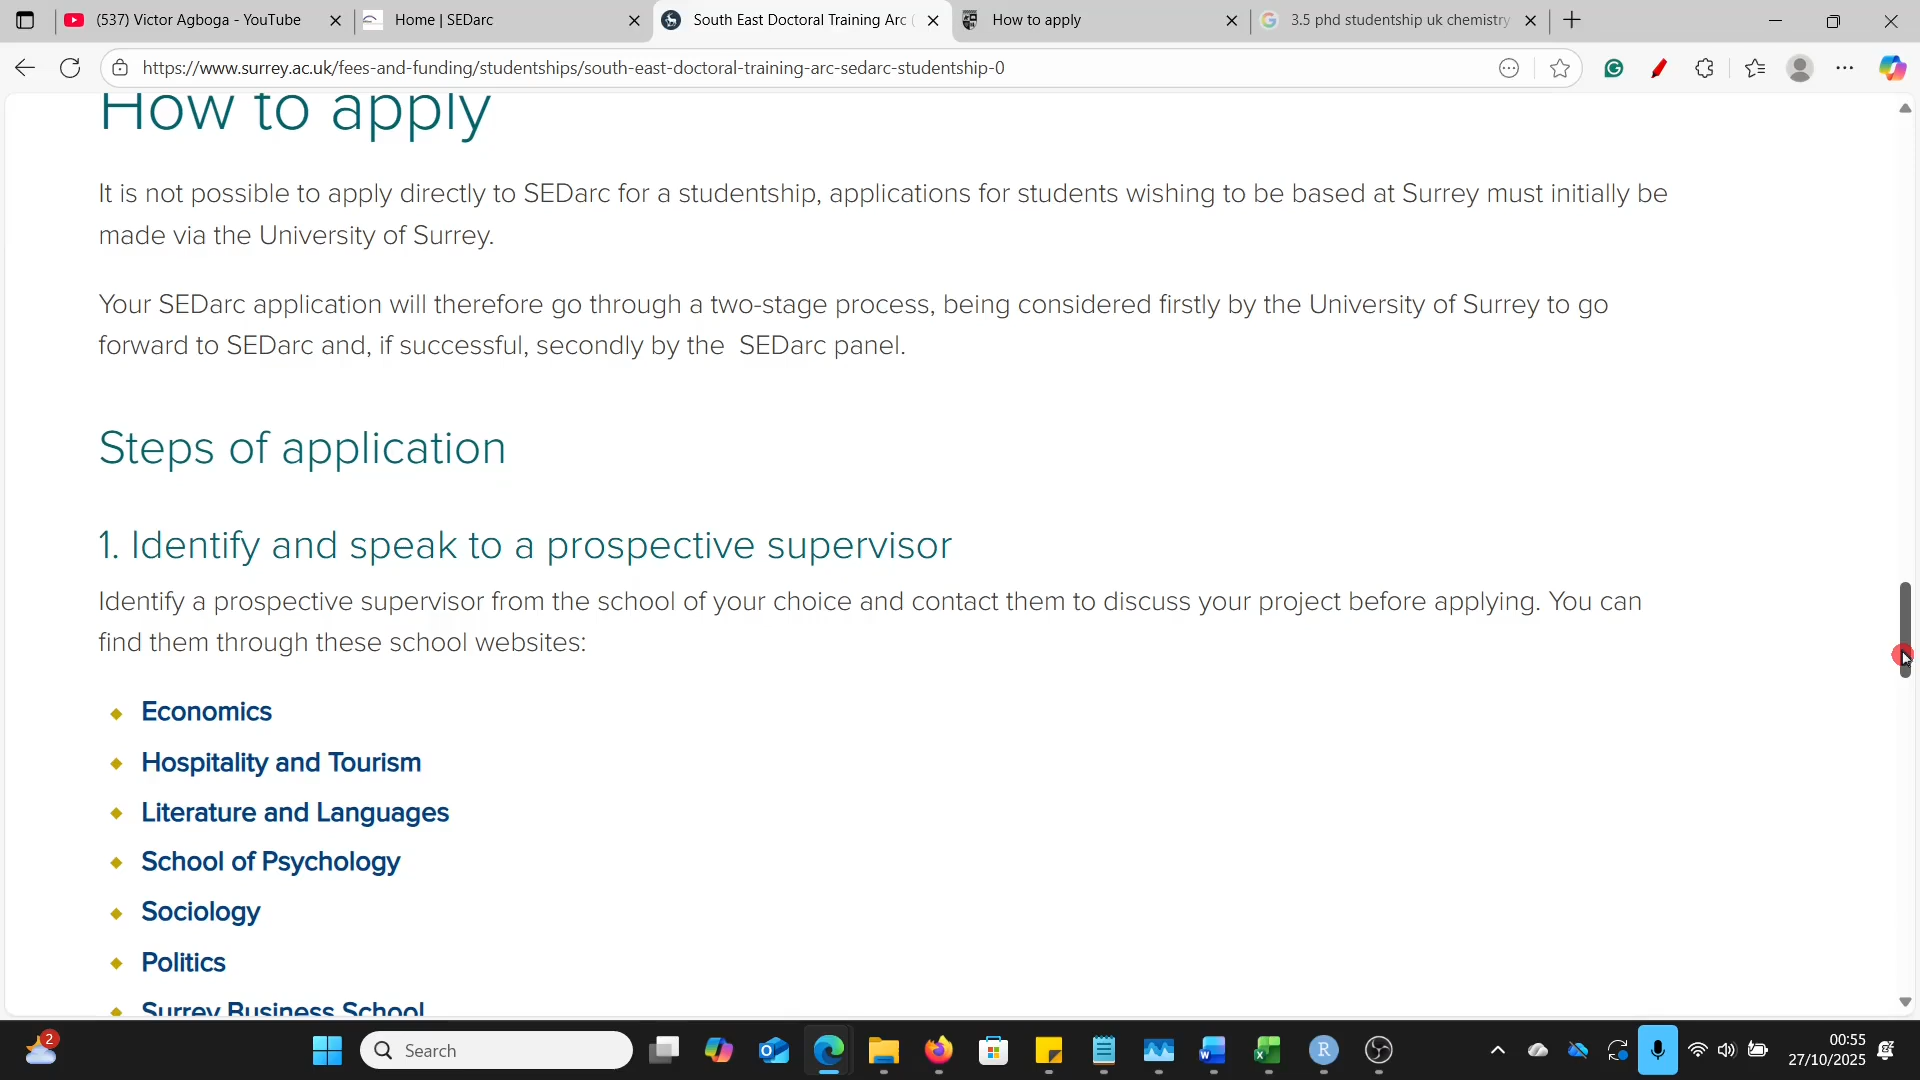 (537) Victor Agboga - YouTube
Home | SEDarc
South East Doctoral Training Arc (
How to apply
3.5 phd studentship uk chemistry
https://www.surrey.ac.uk/fees-and-funding/studentships/south-east-doctoral-training-arc-sedarc-studentship-0
How to apply
It is not possible to apply directly to SEDarc for a studentship, applications for students wishing to be based at Surrey must initially be
made via the University of Surrey.
Your SEDarc application will therefore go through a two-stage process, being considered firstly by the University of Surrey to go
forward to SEDarc and, if successful, secondly by the SEDarc panel.
Steps of application
1. Identify and speak to a prospective supervisor
Identify a prospective supervisor from the school of your choice and contact them to discuss your project before applying. You can
find them through these school websites:
Economics
Hospitality and Tourism
Literature and Languages
School of Psychology
Sociology
Politics
Surrey Business School
2
Search
00:55
27/10/2025